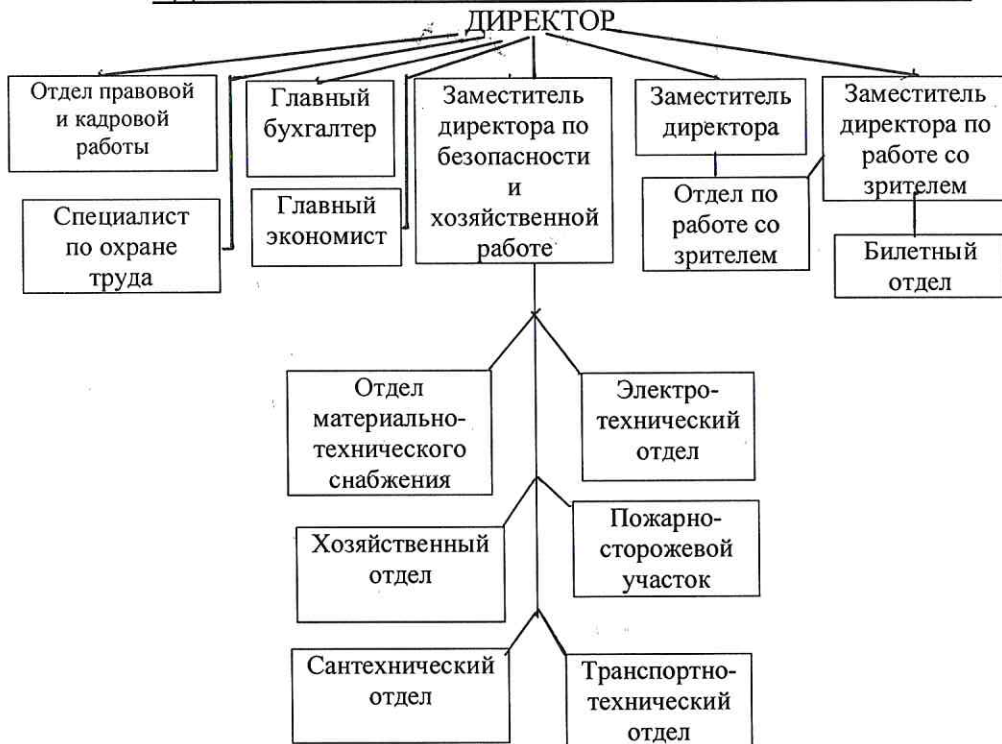 ДИРЕКТОР
Отдел правовой
и кадровой
работы
Главный
бухгалтер
Заместитель
директора по
безопасности
и
хозяйственной
работе
Заместитель
директора
Заместитель
директора по
работе со
зрителем
Специалист
по охране
труда
Главный
экономист
Отдел по
работе со
зрителем
Билетный
отдел
Отдел
материально-
технического
снабжения
Электро-
технический
отдел
Хозяйственный
отдел
Пожарно-
сторожевой
участок
Сантехнический
отдел
Транспортно-
технический
отдел